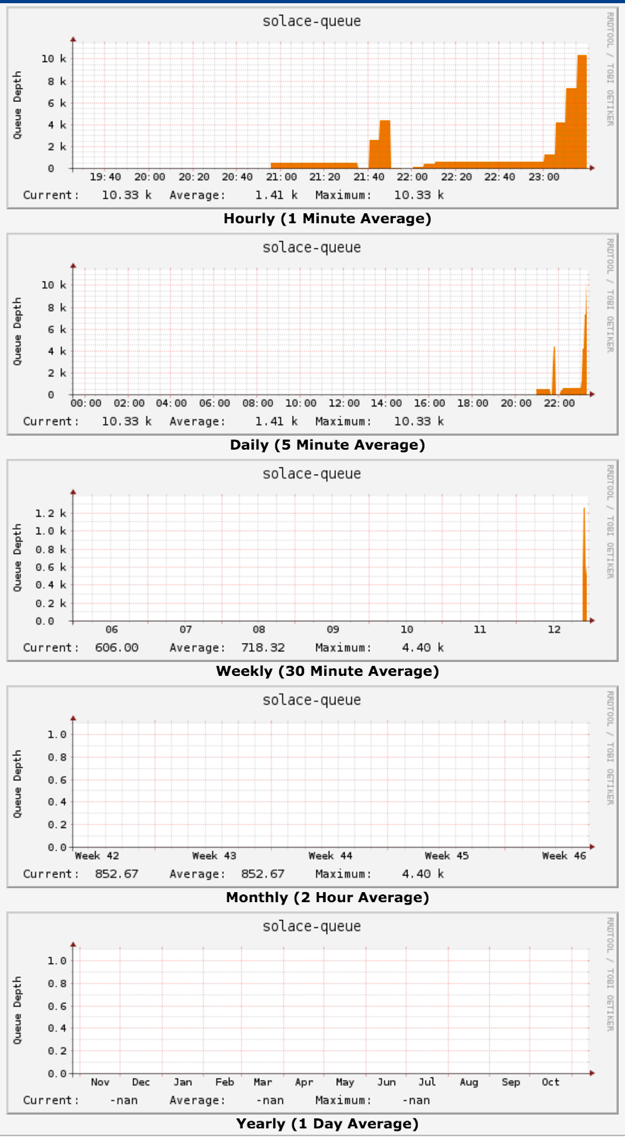 solace-queue
RRDTOOL / TOBI OETIKER
Queue Depth
10 k
8 k
6 k
4 k
2 k
0
19:40 20:00 20:20 20:40 21:00 21:20 21:40 22:00 22:20 22:40 23:00
Current: 10.33 k Average: 1.41 k Maximum: 10.33 k
Hourly (1 Minute Average)
solace-queue
RRDTOOL / TOBI OETIKER
Queue Depth
10 k
8 k
6 k
4 k
2 k
0
00:00 02:00 04:00 06:00 08:00 10:00 12:00 14:00 16:00 18:00 20:00 22:00
Current: 10.33 k Average: 1.41 k Maximum: 10.33 k
Daily (5 Minute Average)
solace-queue
RRDTOOL / TOBI OETIKER
Queue Depth
1.2 k
1.0 k
0.8 k
0.6 k
0.4 k
0.2 k
0.0
06 07 08 09 10 11 12
Current: 606.00 Average: 718.32 Maximum: 4.40 k
Weekly (30 Minute Average)
solace-queue
RRDTOOL / TOBI OETIKER
Queue Depth
1.0
0.8
0.6
0.4
0.2
0.0
Week 42 Week 43 Week 44 Week 45 Week 46
Current: 852.67 Average: 852.67 Maximum: 4.40 k
Monthly (2 Hour Average)
solace-queue
RRDTOOL / TOBI OETIKER
Queue Depth
1.0
0.8
0.6
0.4
0.2
0.0
Nov Dec Jan Feb Mar Apr May Jun Jul Aug Sep Oct
Current: -nan Average: -nan Maximum: -nan
Yearly (1 Day Average)